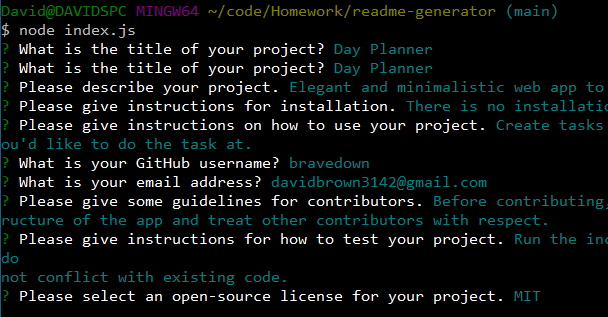 David@DAVIDSPC MINGW64 ~/code/Homework/readme-generator (main)
$ node index.js
? What is the title of your project? Day Planner
? What is the title of your project? Day Planner
? Please describe your project. Elegant and minimalistic web app to
? Please give instructions for installation. There is no installatio
? Please give instructions on how to use your project. Create tasks
ou'd like to do the task at.
? What is your GitHub username? bravedown
? What is your email address? davidbrown3142@gmail.com
? Please give some guidelines for contributors. Before contributing,
ructure of the app and treat other contributors with respect.
? Please give instructions for how to test your project. Run the ind
do
not conflict with existing code.
? Please select an open-source license for your project. MIT